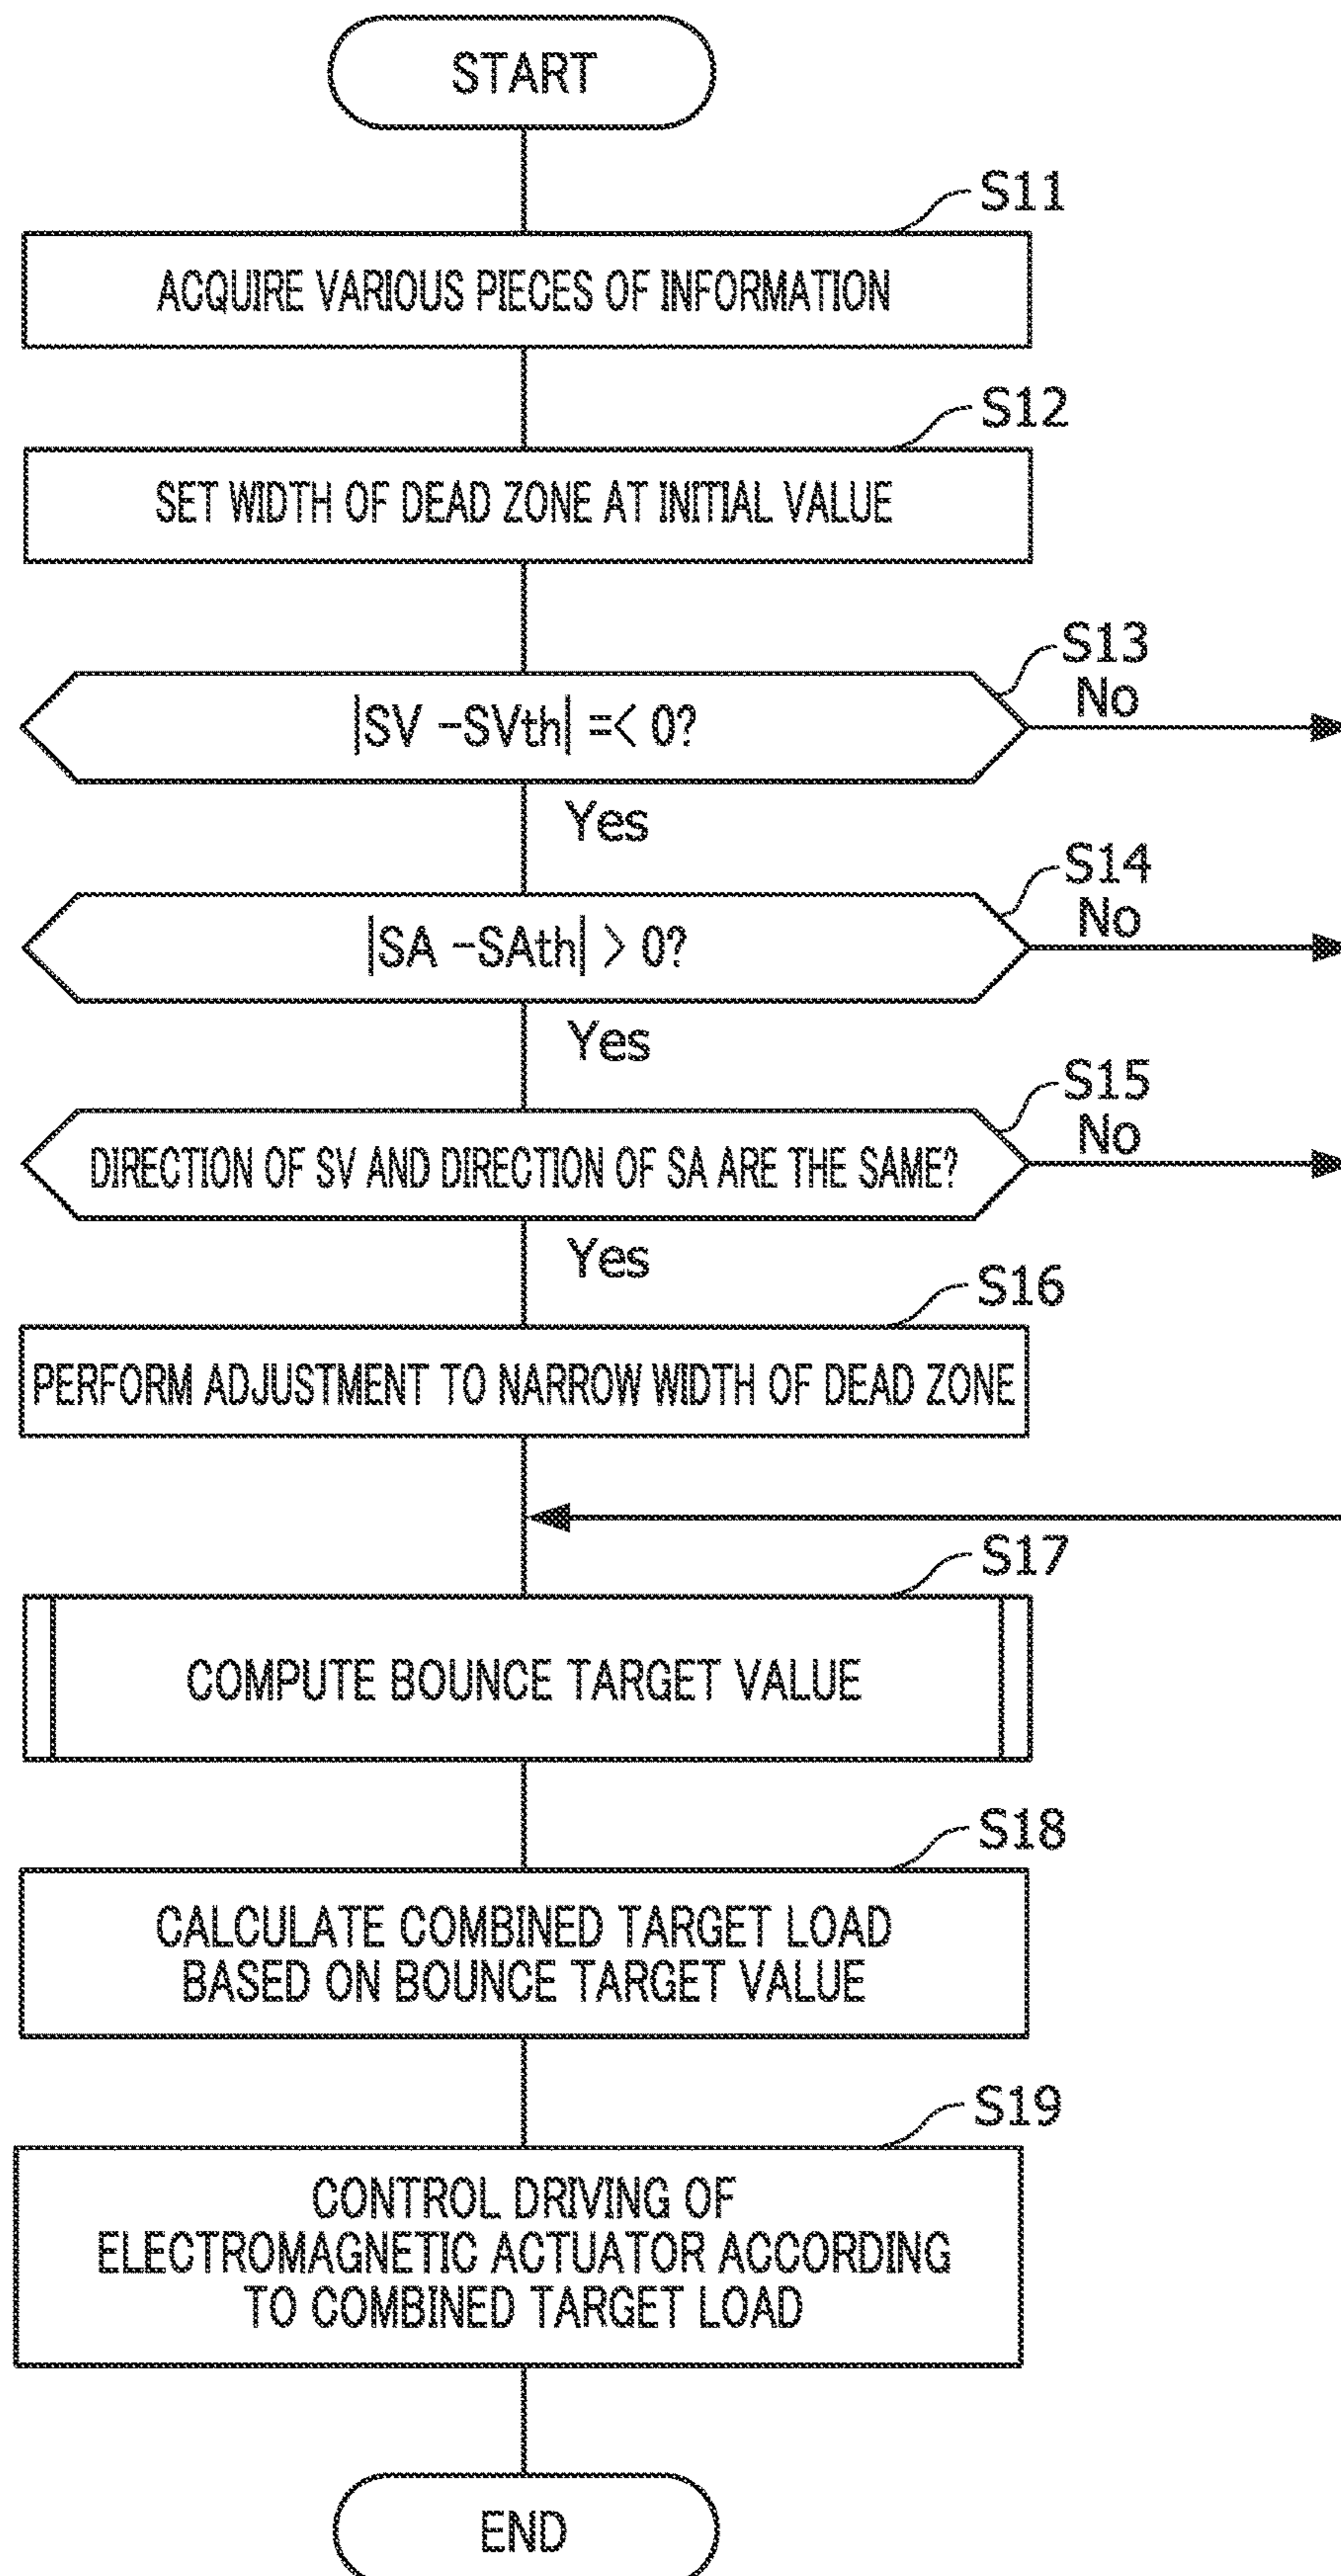 START
S11
ACQUIRE VARIOUS PIECES OF INFORMATION
S12
SET WIDTH OF DEAD ZONE AT INITIAL VALUE
S13
|SV −SVth| =< 0?
No
Yes
S14
|SA −SAth| > 0?
No
Yes
S15
DIRECTION OF SV AND DIRECTION OF SA ARE THE SAME?
No
Yes
S16
PERFORM ADJUSTMENT TO NARROW WIDTH OF DEAD ZONE
S17
COMPUTE BOUNCE TARGET VALUE
S18
CALCULATE COMBINED TARGET LOAD
BASED ON BOUNCE TARGET VALUE
S19
CONTROL DRIVING OF
ELECTROMAGNETIC ACTUATOR ACCORDING
TO COMBINED TARGET LOAD
END